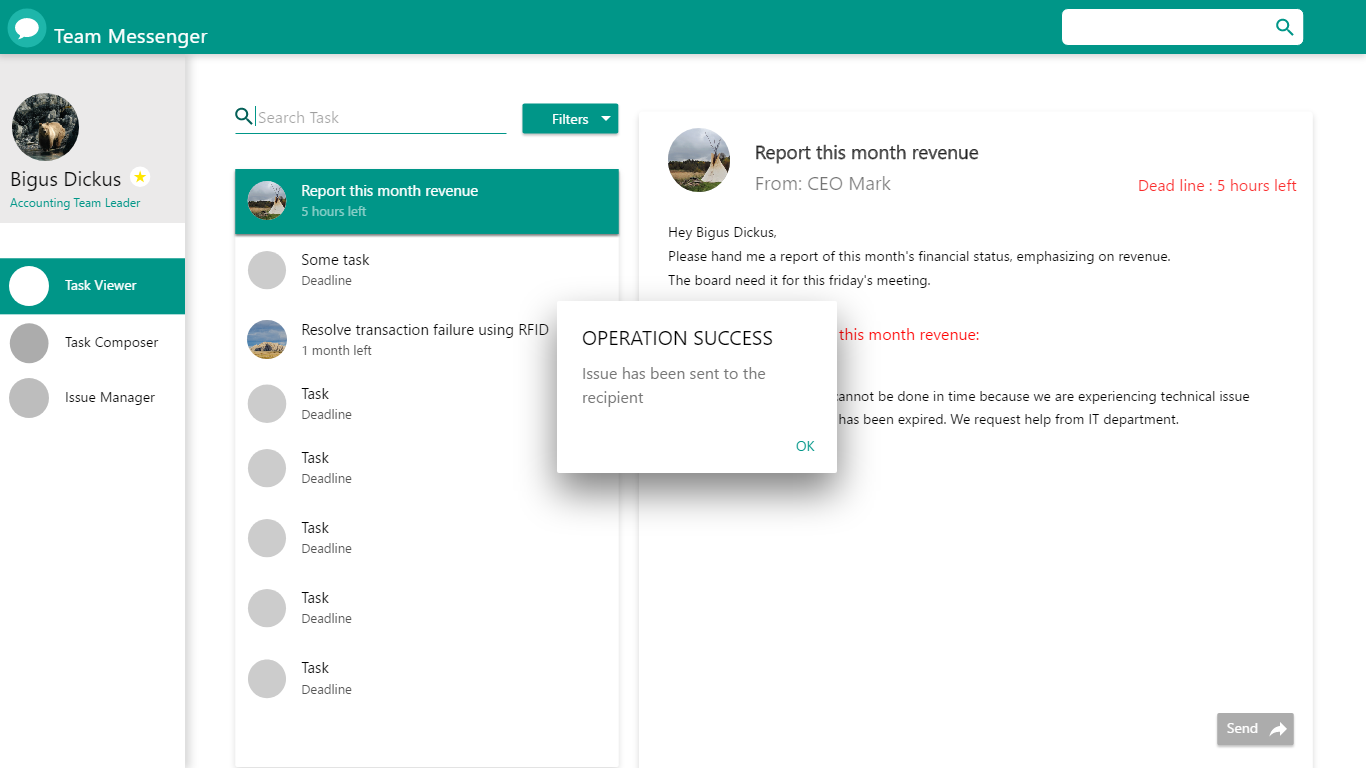 Team Messenger
Bigus Dickus
Accounting Team Leader
Task Viewer
Task Composer
Issue Manager
Search Task
Filters
Report this month revenue
5 hours left
Some task
Deadline
Resolve transaction failure using RFID
1 month left
Task
Deadline
Task
Deadline
Task
Deadline
Task
Deadline
Task
Deadline
Report this month revenue
From: CEO Mark
Dead line : 5 hours left
Hey Bigus Dickus,
Please hand me a report of this month's financial status, emphasizing on revenue.
The board need it for this friday's meeting.
this month revenue:
cannot be done in time because we are experiencing technical issue
has been expired. We request help from IT department.
OPERATION SUCCESS
Issue has been sent to the
recipient
OK
Send